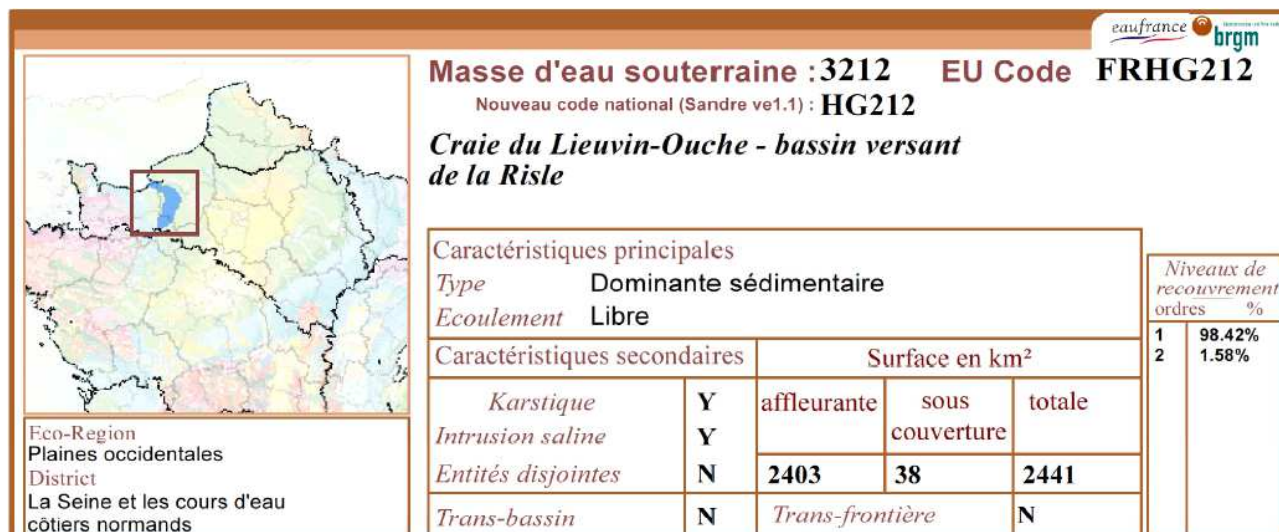 eaufrance brgm
Masse d'eau souterraine : 3212 EU Code FRHG212
Nouveau code national (Sandre ve1.1) : HG212
Craie du Lieuvin-Ouche - bassin versant
de la Risle
Caractéristiques principales
Type Dominante sédimentaire
Ecoulement Libre
Caractéristiques secondaires Surface en km²
Karstique Y affleurante sous totale
Intrusion saline Y couverture
Entités disjointes N 2403 38 2441
Trans-bassin N Trans-frontière N
Niveaux de
recouvrement
ordres %
1 98.42%
2 1.58%
Eco-Region
Plaines occidentales
District
La Seine et les cours d'eau
côtiers normands